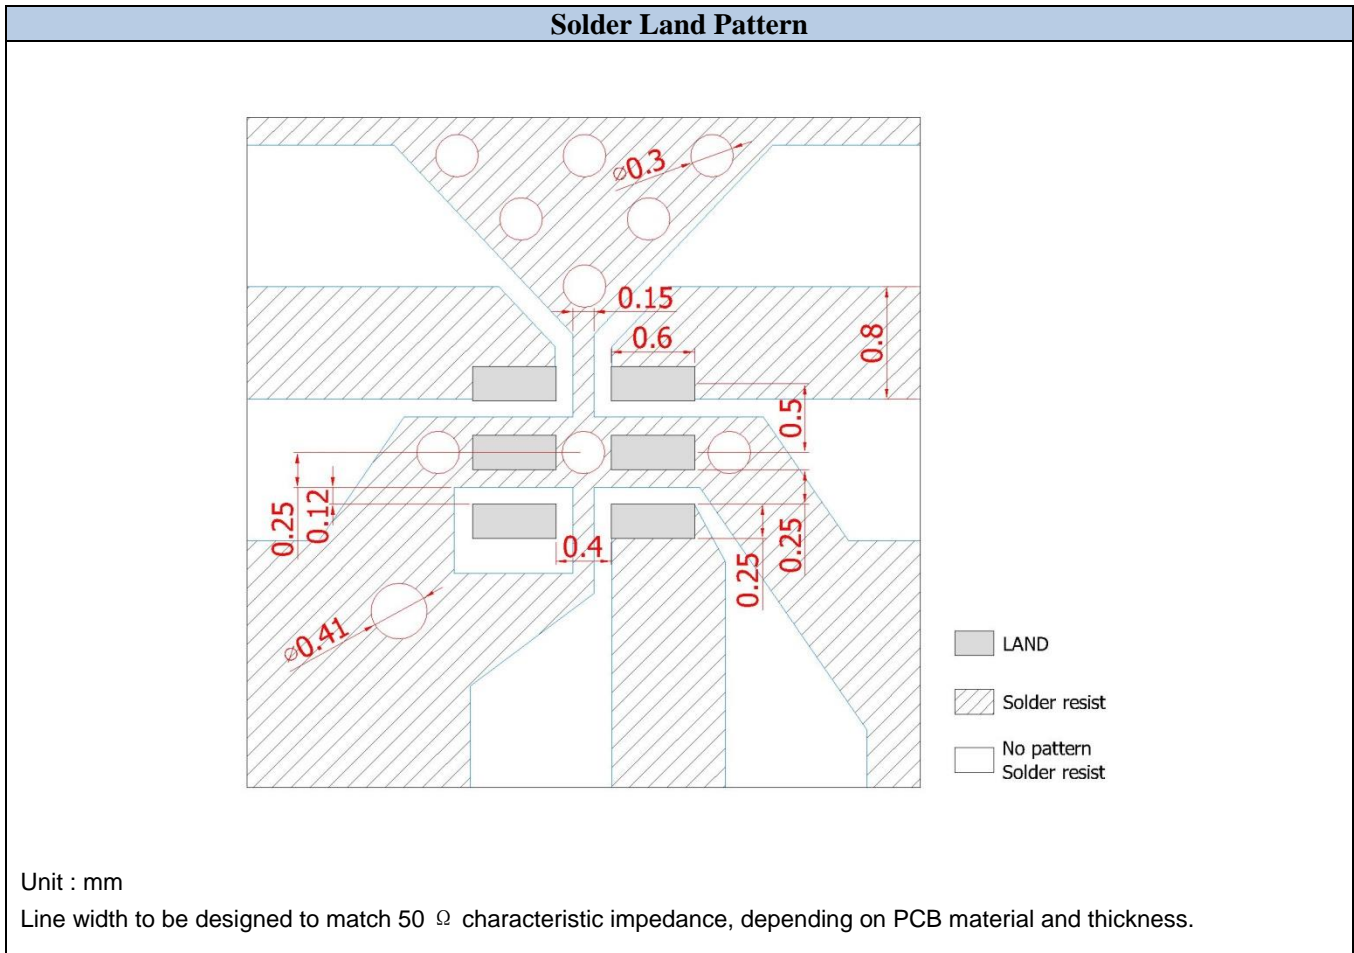 Solder Land Pattern
⌀0.3
0.15
0.6
0.8
0.5
0.25
0.12
0.4
0.25
0.25
⌀0.41
LAND
Solder resist
No pattern
Solder resist
Unit : mm
Line width to be designed to match 50 Ω characteristic impedance, depending on PCB material and thickness.